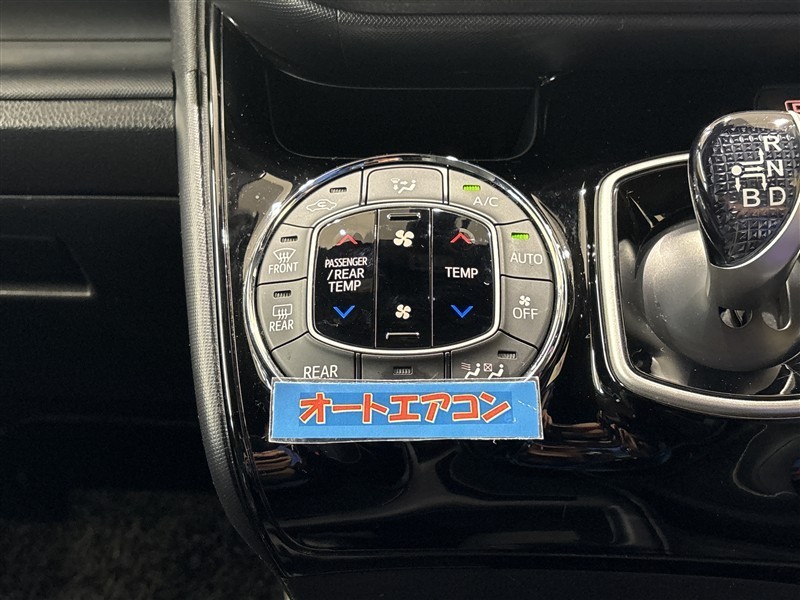 A/C
FRONT
PASSENGER
/REAR
TEMP
TEMP
AUTO
REAR
OFF
REAR
オートエアコン
R
N
B D